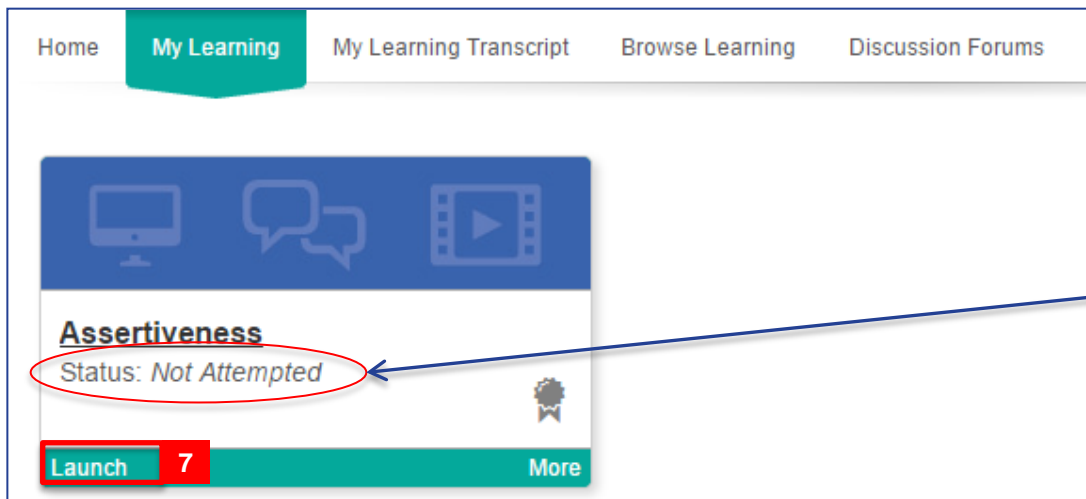 Home My Learning My Learning Transcript Browse Learning Discussion Forums
Assertiveness
Status: Not Attempted
Launch 7 More